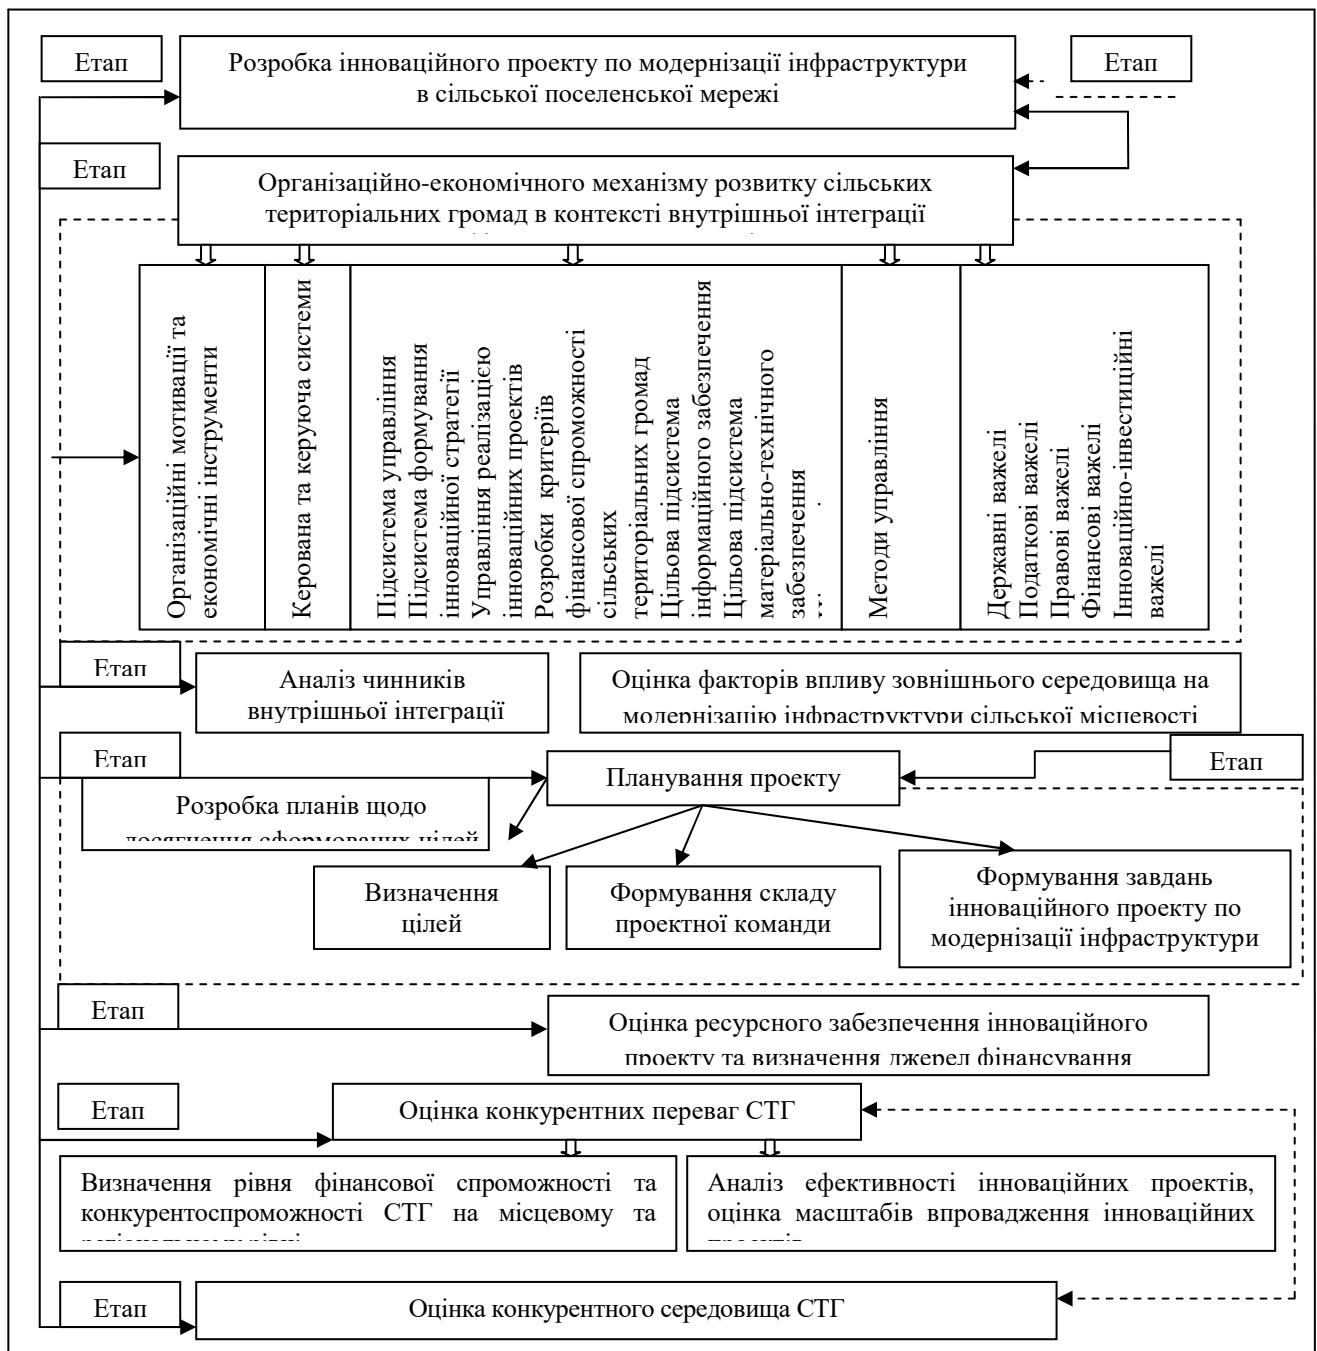 Етап
Розробка інноваційного проекту по модернізації інфраструктури
в сільської поселенської мережі
Етап
Етап
Організаційно-економічного механізму розвитку сільських
територіальних громад в контексті внутрішньої інтеграції
Організаційні мотивації та
економічні інструменти
Керована та керуюча системи
Підсистема управління
Підсистема формування
інноваційної стратегії
Управління реалізацією
інноваційних проектів
Розробки критеріїв
фінансової спроможності
сільських
територіальних громад
Цільова підсистема
інформаційного забезпечення
Цільова підсистема
матеріально-технічного
забезпечення
Методи управління
Державні важелі
Податкові важелі
Правові важелі
Фінансові важелі
Інноваційно-інвестиційні
важелі
Етап
Аналіз чинників
внутрішньої інтеграції
Оцінка факторів впливу зовнішнього середовища на
модернізацію інфраструктури сільської місцевості
Етап
Планування проекту
Етап
Розробка планів щодо
досягнення сформованих цілей
Визначення
цілей
Формування складу
проектної команди
Формування завдань
інноваційного проекту по
модернізації інфраструктури
Етап
Оцінка ресурсного забезпечення інноваційного
проекту та визначення джерел фінансування
Етап
Оцінка конкурентних переваг СТГ
Визначення рівня фінансової спроможності та
конкурентоспроможності СТГ на місцевому та
регіональному рівні
Аналіз ефективності інноваційних проектів,
оцінка масштабів впровадження інноваційних
проектів
Етап
Оцінка конкурентного середовища СТГ